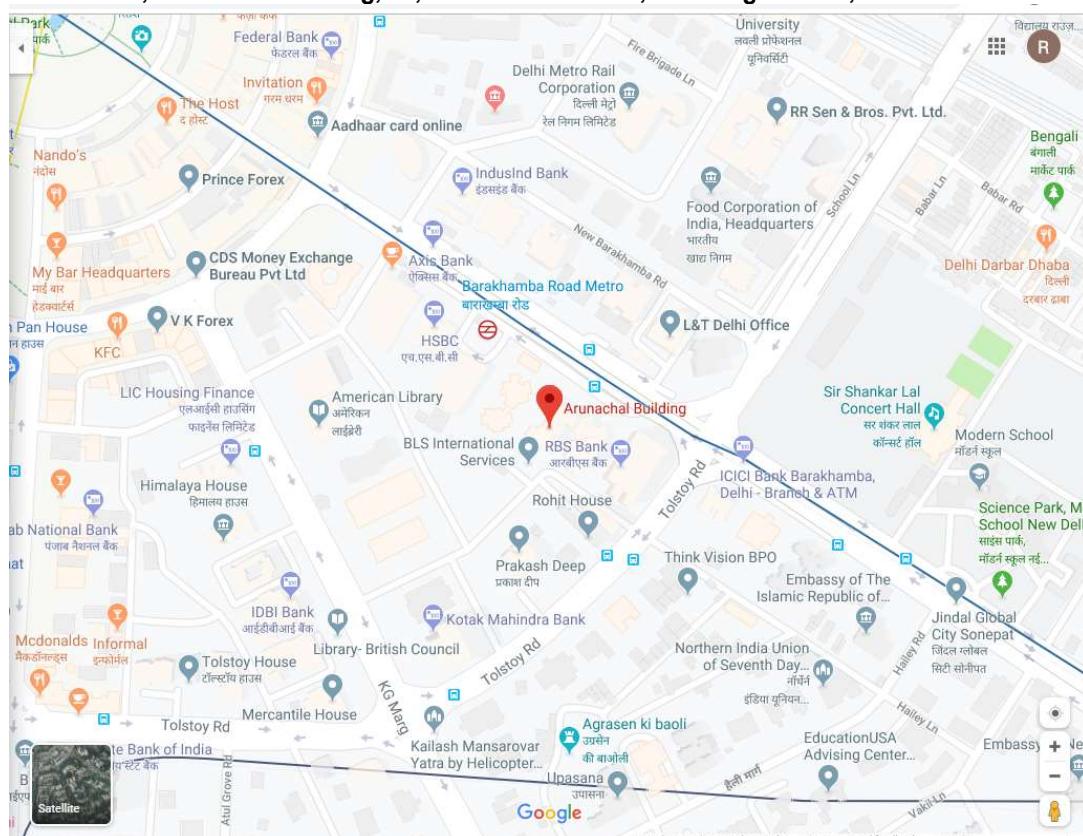 Park
पार्क
Federal Bank
फेडरल बैंक
University
लवली प्रोफेशनल
यूनिवर्सिटी
विद्यालय राउज़...
R
Fire Brigade Ln
Invitation
गरम धरम
Delhi Metro Rail
Corporation
दिल्ली मेट्रो
रेल निगम लिमिटेड
The Host
द होस्ट
Aadhaar card online
RR Sen & Bros. Pvt. Ltd.
Bengali
बंगाली
मार्केट पार्क
Nando's
नंदोस
Prince Forex
IndusInd Bank
इंडसइंड बैंक
School Ln
Babar Ln
Babar Rd
Food Corporation of
India, Headquarters
भारतीय
खाद्य निगम
New Barakhamba Rd
My Bar Headquarters
माई बार
हेडक्वार्टर्स
CDS Money Exchange
Bureau Pvt Ltd
Axis Bank
ऐक्सिस बैंक
Delhi Darbar Dhaba
दिल्ली
दरबार ढाबा
Barakhamba Road Metro
बाराखम्बा रोड
V K Forex
Pan House
KFC
HSBC
एच.एस.बी.सी
L&T Delhi Office
LIC Housing Finance
एलआईसी हाउसिंग
फाइनेंस लिमिटेड
American Library
अमेरिकन
लाईब्रेरी
Arunachal Building
Sir Shankar Lal
Concert Hall
सर शंकर लाल
कॉन्सर्ट हॉल
BLS International
Services
RBS Bank
आरबीएस बैंक
Modern School
मॉडर्न स्कूल
ICICI Bank Barakhamba,
Delhi - Branch & ATM
Himalaya House
हिमालय हाउस
Rohit House
Tolstoy Rd
Science Park, M
School New Del
साइंस पार्क,
मॉडर्न स्कूल नई...
ab National Bank
पंजाब नैशनल बैंक
Prakash Deep
प्रकाश दीप
Think Vision BPO
Embassy of The
Islamic Republic of...
IDBI Bank
आईडीबीआई बैंक
Kotak Mahindra Bank
Jindal Global
City Sonepat
जिंदल ग्लोबल
सिटी सोनीपत
Mcdonalds
मैकडॉनल्ड्स
Informal
इन्फोर्मल
Library- British Council
Tolstoy House
टॉल्स्टॉय हाउस
Tolstoy Rd
Northern India Union
of Seventh Day...
नॉर्थेर्न
इंडिया यूनियन...
Hailey Rd
KG Marg
Mercantile House
Tolstoy Rd
Hailey Ln
Kailash Mansarovar
Yatra by Helicopter...
Agrasen ki baoli
उग्रसेन
की बाओली
EducationUSA
Advising Center...
Embassy
te Bank of India
Atul Grove Rd
Upasana
उपासना
हैली मार्ग
Vakil Ln
Satellite
Google